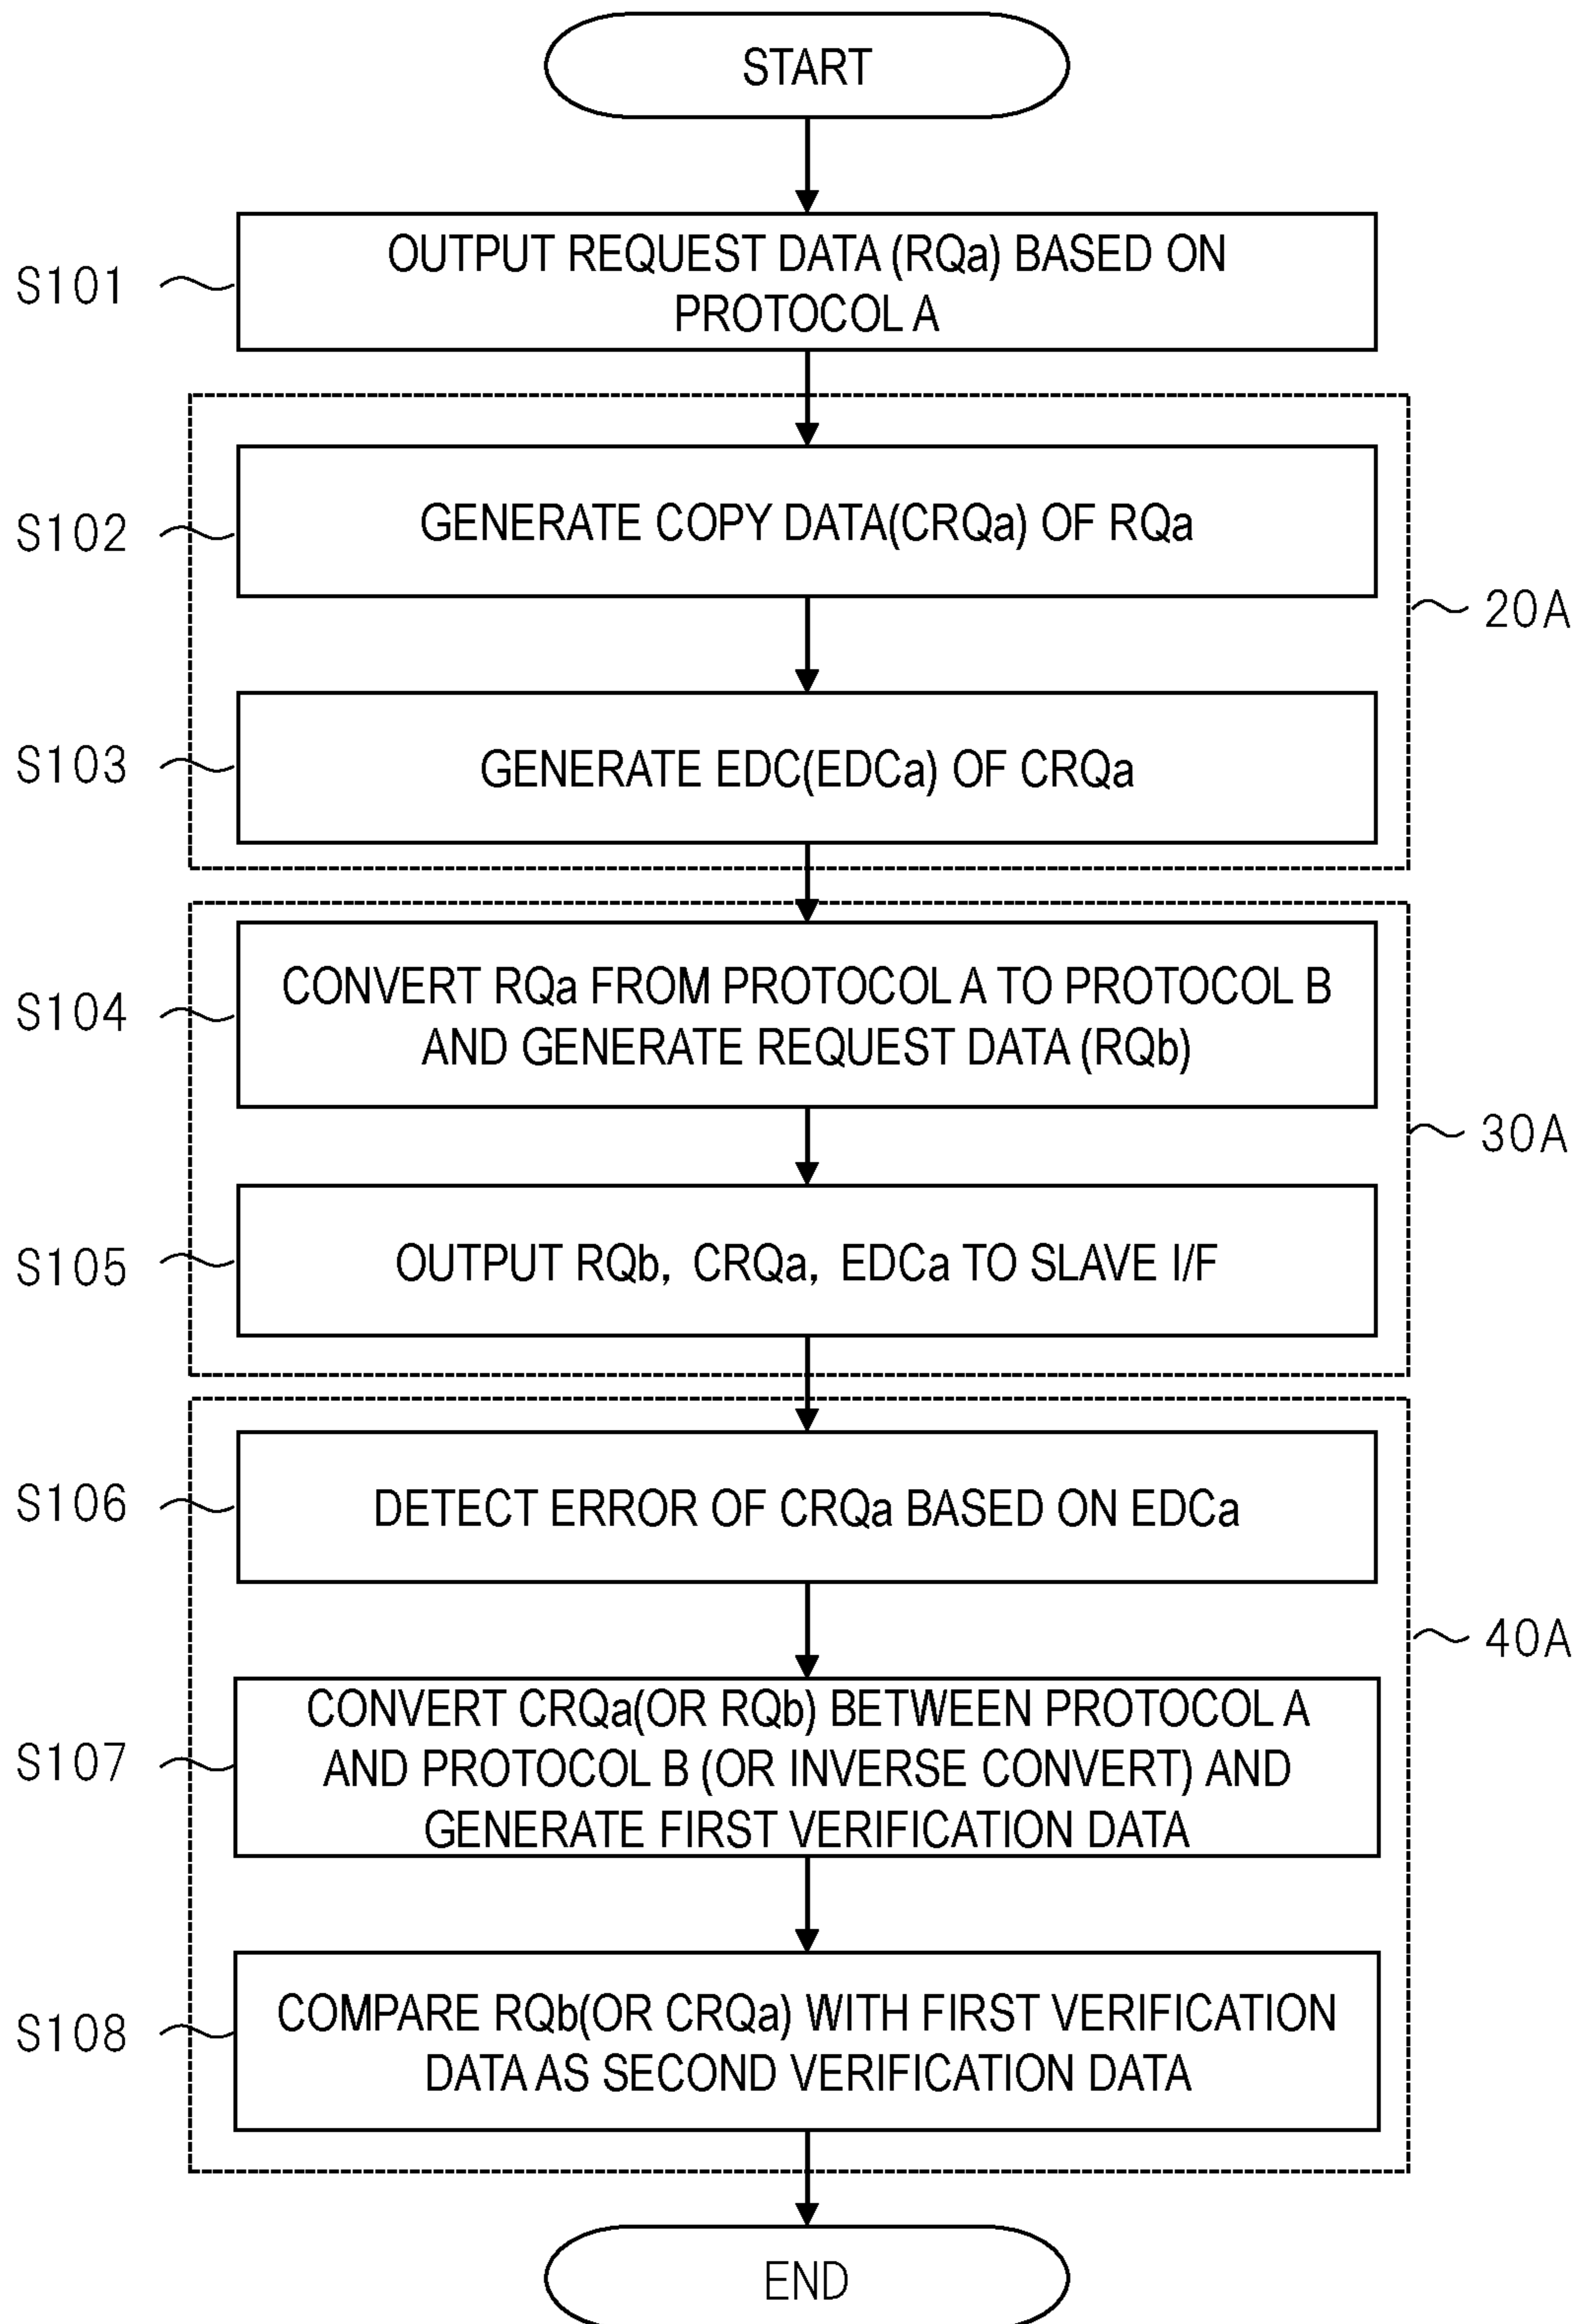 START
OUTPUT REQUEST DATA (RQa) BASED ON
PROTOCOL A
S101
GENERATE COPY DATA(CRQa) OF RQa
S102
20A
GENERATE EDC(EDCa) OF CRQa
S103
CONVERT RQa FROM PROTOCOL A TO PROTOCOL B
AND GENERATE REQUEST DATA (RQb)
S104
30A
OUTPUT RQb, CRQa, EDCa TO SLAVE I/F
S105
DETECT ERROR OF CRQa BASED ON EDCa
S106
40A
CONVERT CRQa(OR RQb) BETWEEN PROTOCOL A
AND PROTOCOL B (OR INVERSE CONVERT) AND
GENERATE FIRST VERIFICATION DATA
S107
COMPARE RQb(OR CRQa) WITH FIRST VERIFICATION
DATA AS SECOND VERIFICATION DATA
S108
END